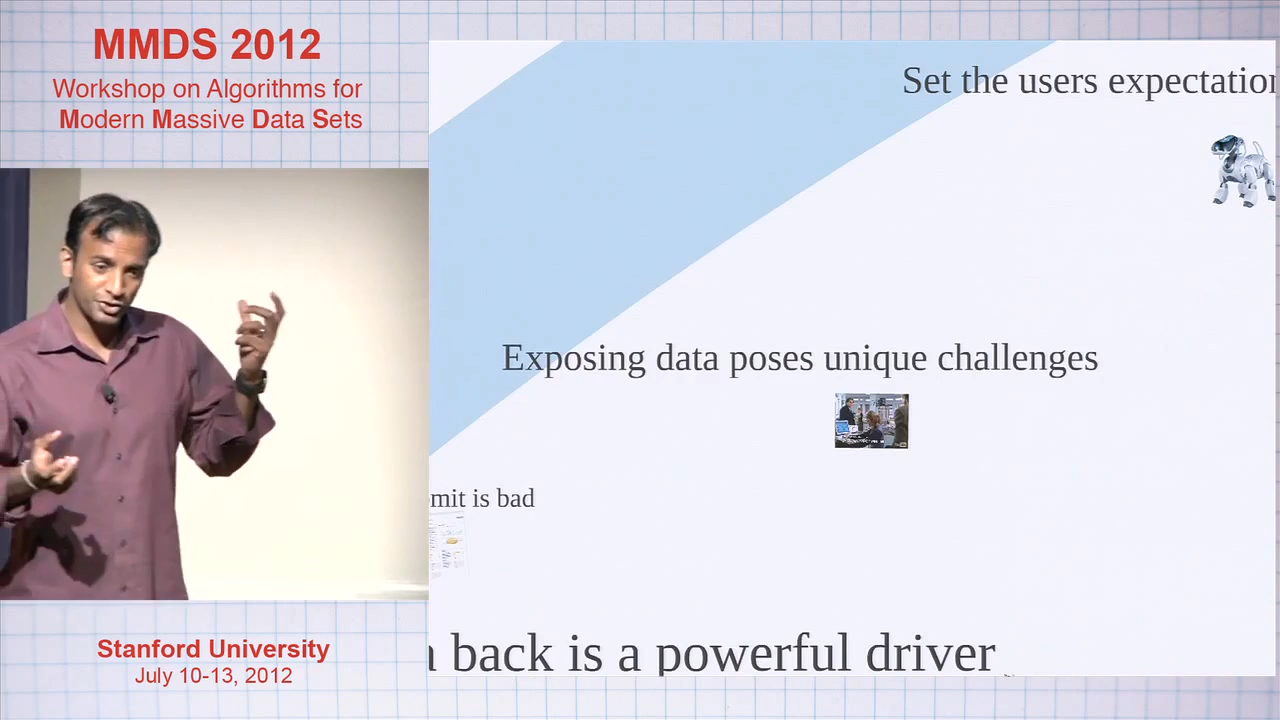 MMDS 2012
Workshop on Algorithms for
Modern Massive Data Sets
Set the users expectation
Exposing data poses unique challenges
mit is bad
back is a powerful driver
Stanford University
July 10-13, 2012